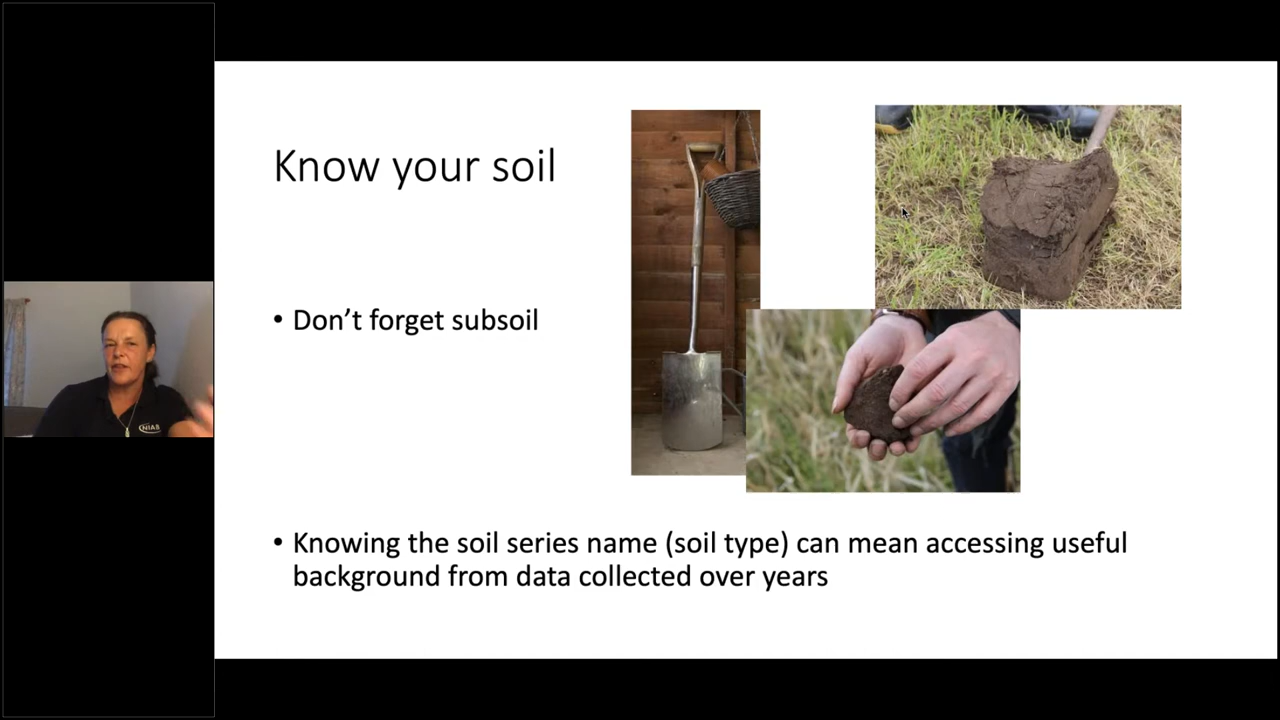 Know your soil
• Don’t forget subsoil
• Knowing the soil series name (soil type) can mean accessing useful
background from data collected over years
NIAB